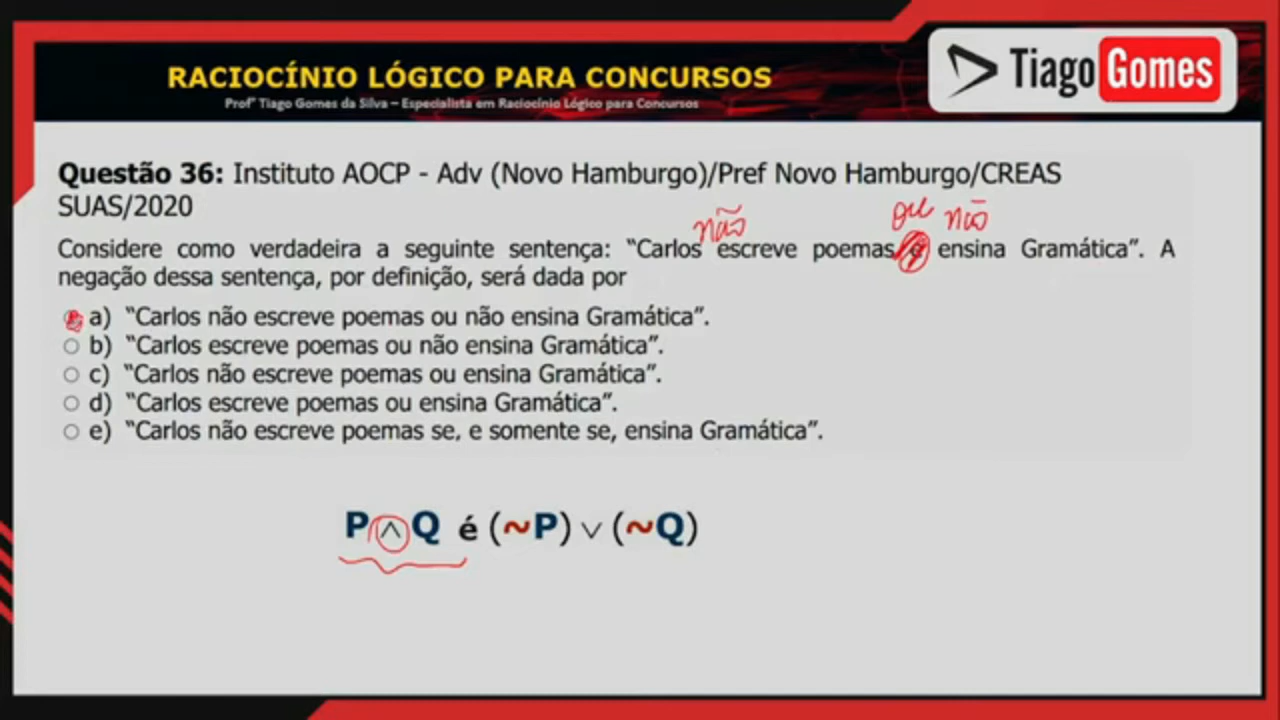 RACIOCÍNIO LÓGICO PARA CONCURSOS
Profº Tiago Gomes da Silva – Especialista em Raciocínio Lógico para Concursos
Tiago Gomes
Questão 36: Instituto AOCP - Adv (Novo Hamburgo)/Pref Novo Hamburgo/CREAS
SUAS/2020
não ou não
Considere como verdadeira a seguinte sentença: “Carlos escreve poemas e ensina Gramática”. A
negação dessa sentença, por definição, será dada por
a) “Carlos não escreve poemas ou não ensina Gramática”.
b) “Carlos escreve poemas ou não ensina Gramática”.
c) “Carlos não escreve poemas ou ensina Gramática”.
d) “Carlos escreve poemas ou ensina Gramática”.
e) “Carlos não escreve poemas se, e somente se, ensina Gramática”.
P ∧ Q é (~P) ∨ (~Q)